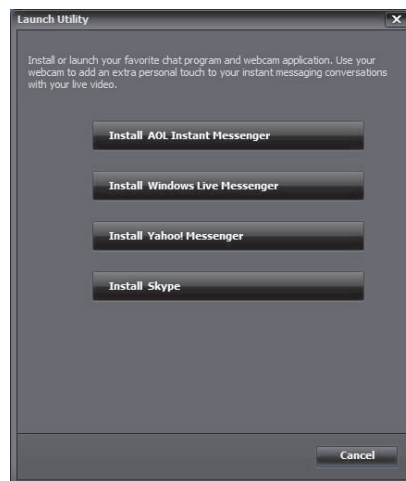 Launch Utility
Install or launch your favorite chat program and webcam application. Use your
webcam to add an extra personal touch to your instant messaging conversations
with your live video.
Install AOL Instant Messenger
Install Windows Live Messenger
Install Yahoo! Messenger
Install Skype
Cancel